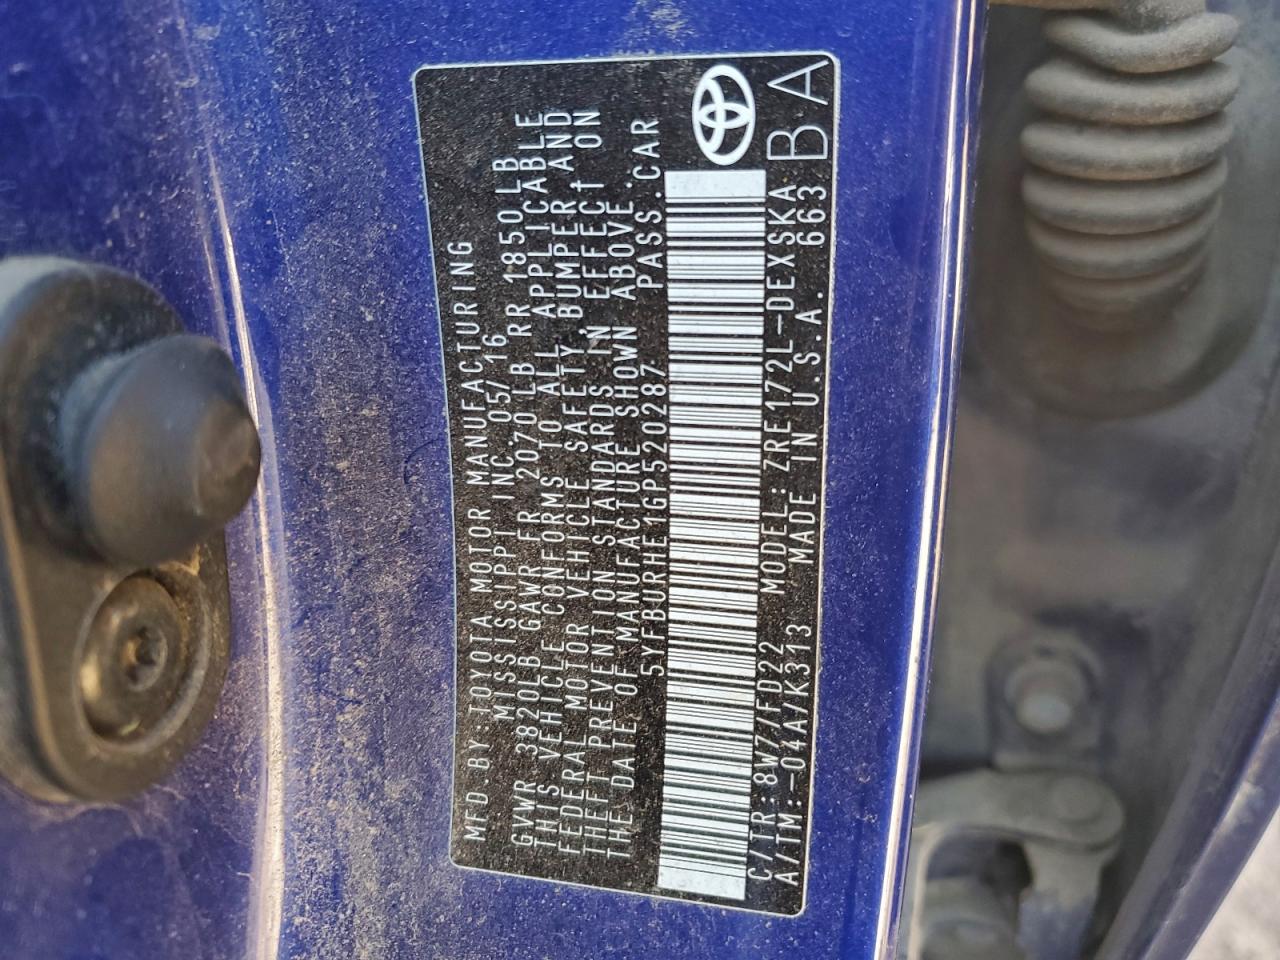 MFD.BY:TOYOTA MOTOR MANUFACTURING
MISSISSIPPI INC. 05/16
GVWR 3820LB GAWR FR 2070LB RR 1850LB
THIS VEHICLE CONFORMS TO ALL APPLICABLE
FEDERAL MOTOR VEHICLE SAFETY,BUMPER AND
THEFT PREVENTION STANDARDS IN EFFECT ON
THE DATE OF MANUFACTURE SHOWN ABOVE.
5YFBURHE1GP520287 PASS.CAR
C/TR:8W7/FD22 MODEL:ZRE172L-DEXSKA
A/TM:-04A/K313 MADE IN U.S.A. 663 BA